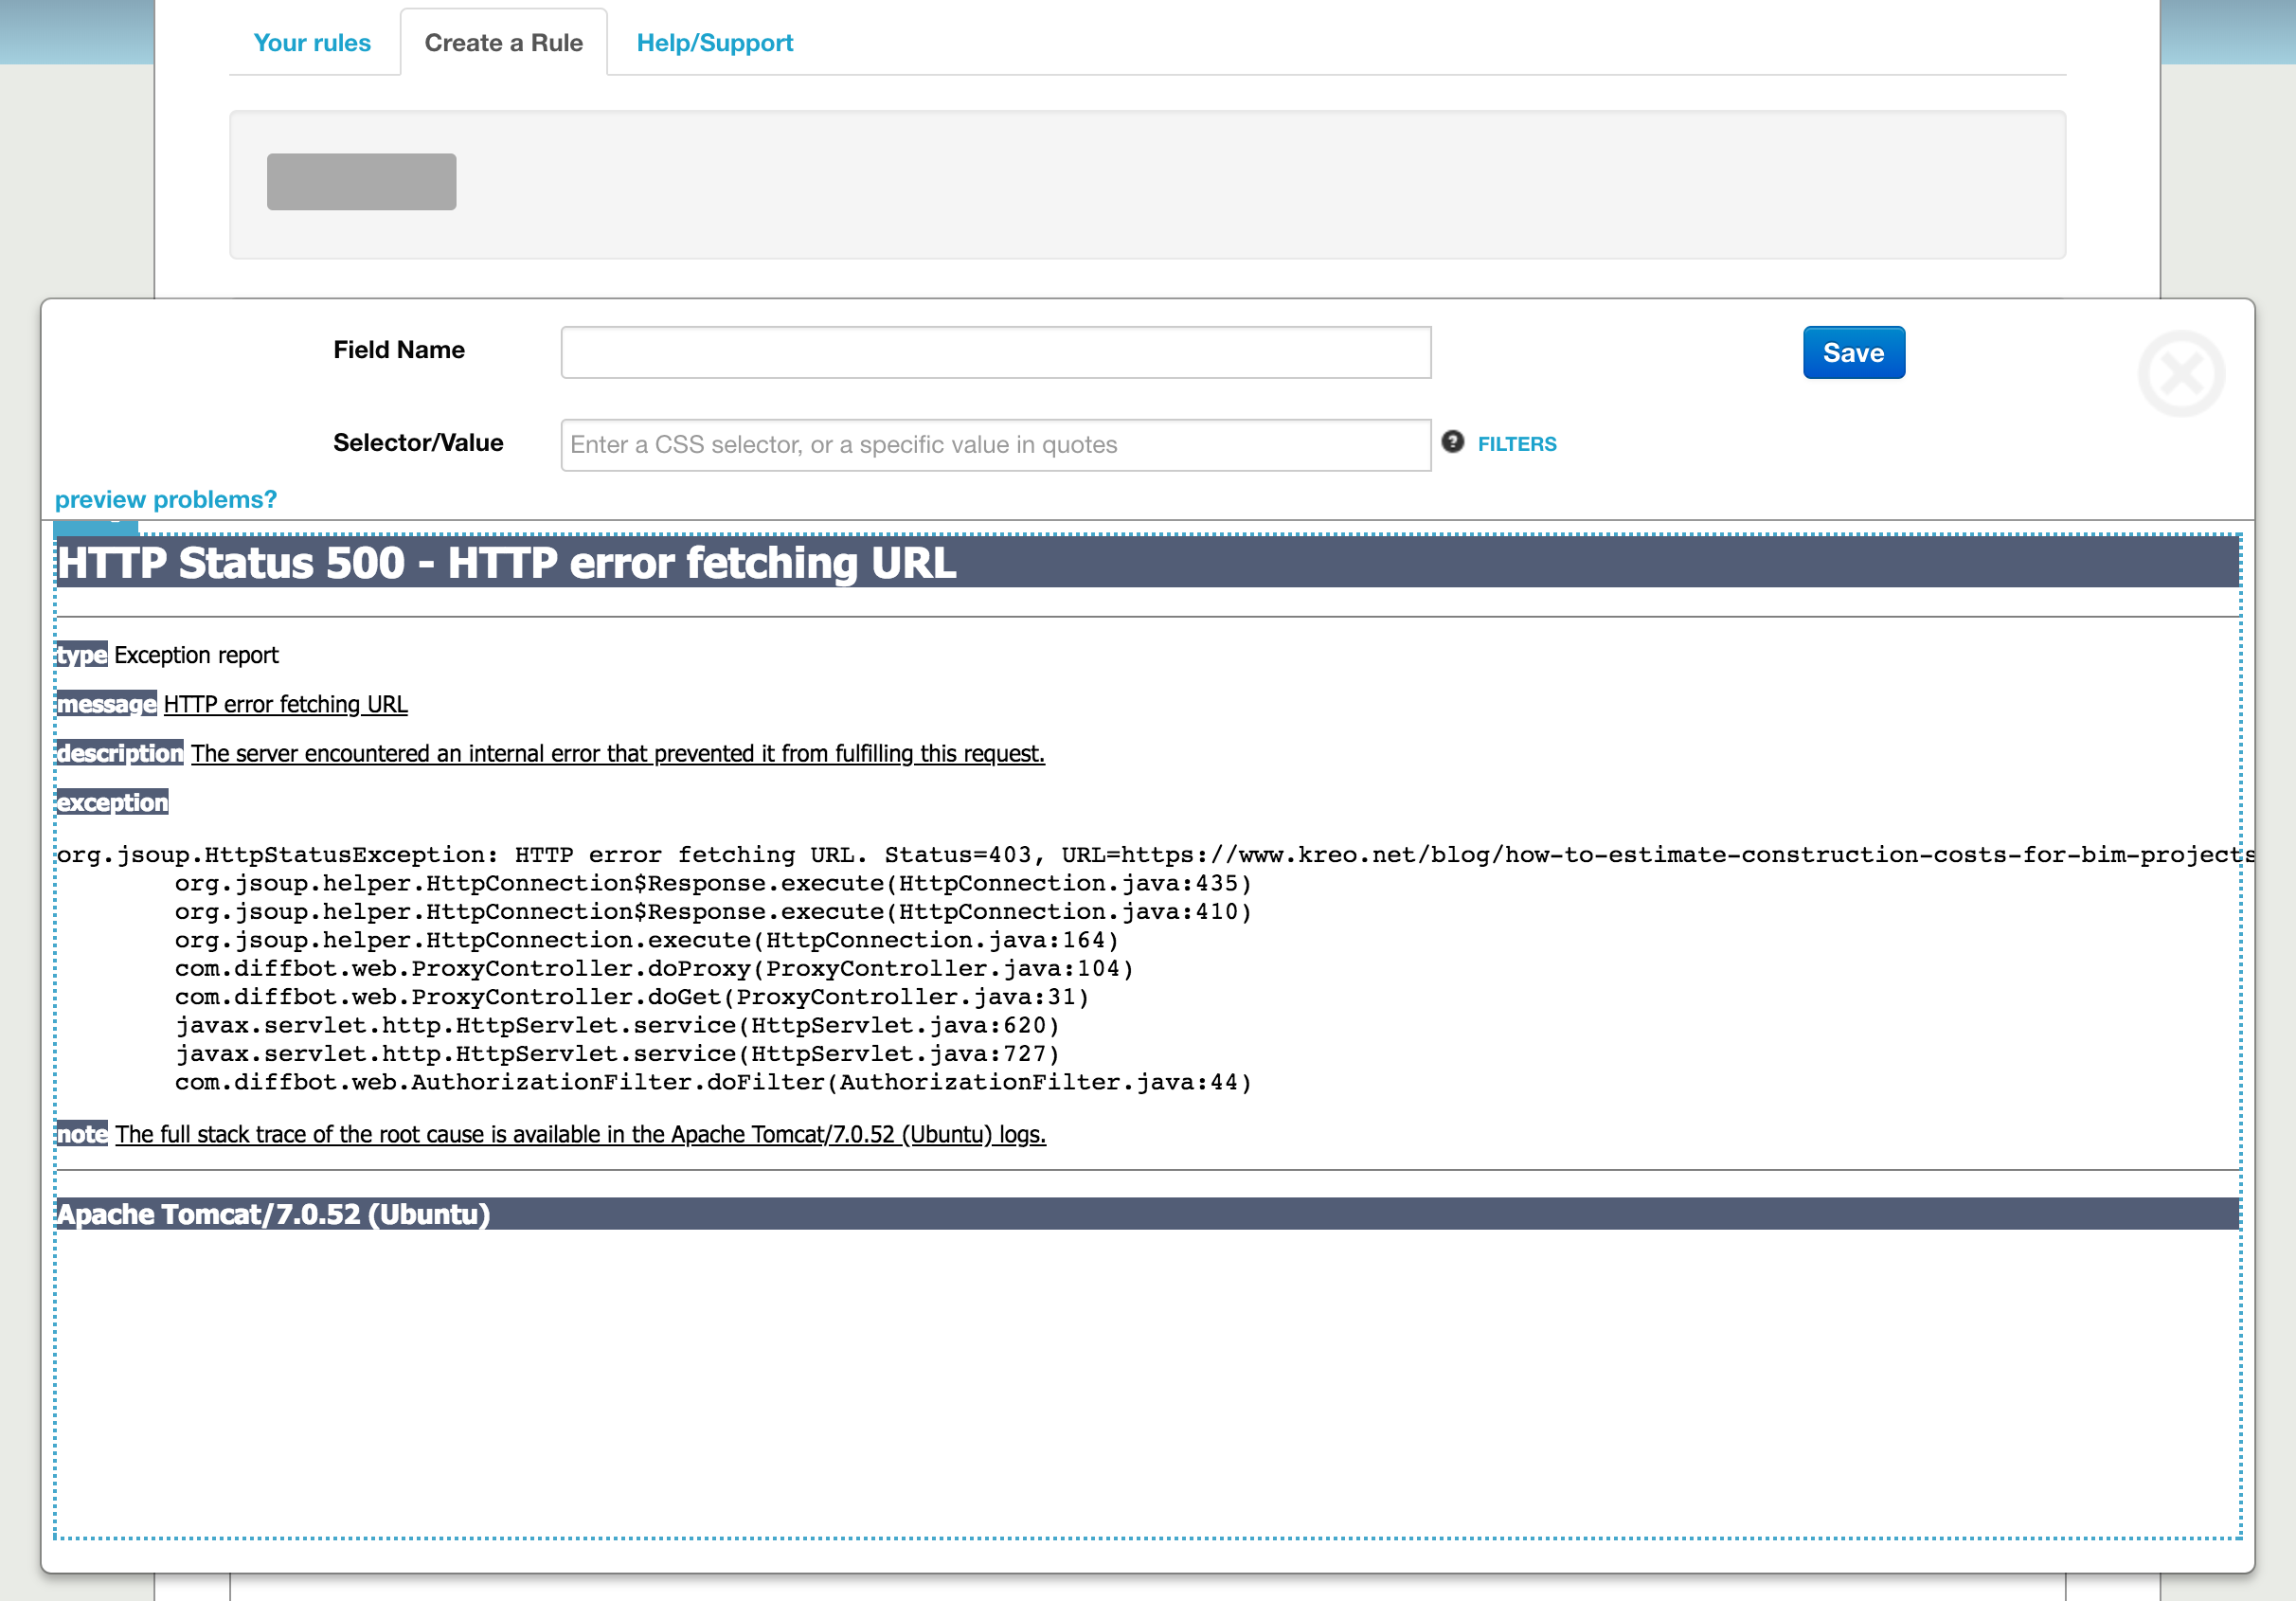 Your rules
Create a Rule
Help/Support
Field Name
Save
Selector/Value
Enter a CSS selector, or a specific value in quotes
? FILTERS
preview problems?
HTTP Status 500 - HTTP error fetching URL
type Exception report
message HTTP error fetching URL
description The server encountered an internal error that prevented it from fulfilling this request.
exception
org.jsoup.HttpStatusException: HTTP error fetching URL. Status=403, URL=https://www.kreo.net/blog/how-to-estimate-construction-costs-for-bim-projects
org.jsoup.helper.HttpConnection$Response.execute(HttpConnection.java:435)
org.jsoup.helper.HttpConnection$Response.execute(HttpConnection.java:410)
org.jsoup.helper.HttpConnection.execute(HttpConnection.java:164)
com.diffbot.web.ProxyController.doProxy(ProxyController.java:104)
com.diffbot.web.ProxyController.doGet(ProxyController.java:31)
javax.servlet.http.HttpServlet.service(HttpServlet.java:620)
javax.servlet.http.HttpServlet.service(HttpServlet.java:727)
com.diffbot.web.AuthorizationFilter.doFilter(AuthorizationFilter.java:44)
note The full stack trace of the root cause is available in the Apache Tomcat/7.0.52 (Ubuntu) logs.
Apache Tomcat/7.0.52 (Ubuntu)